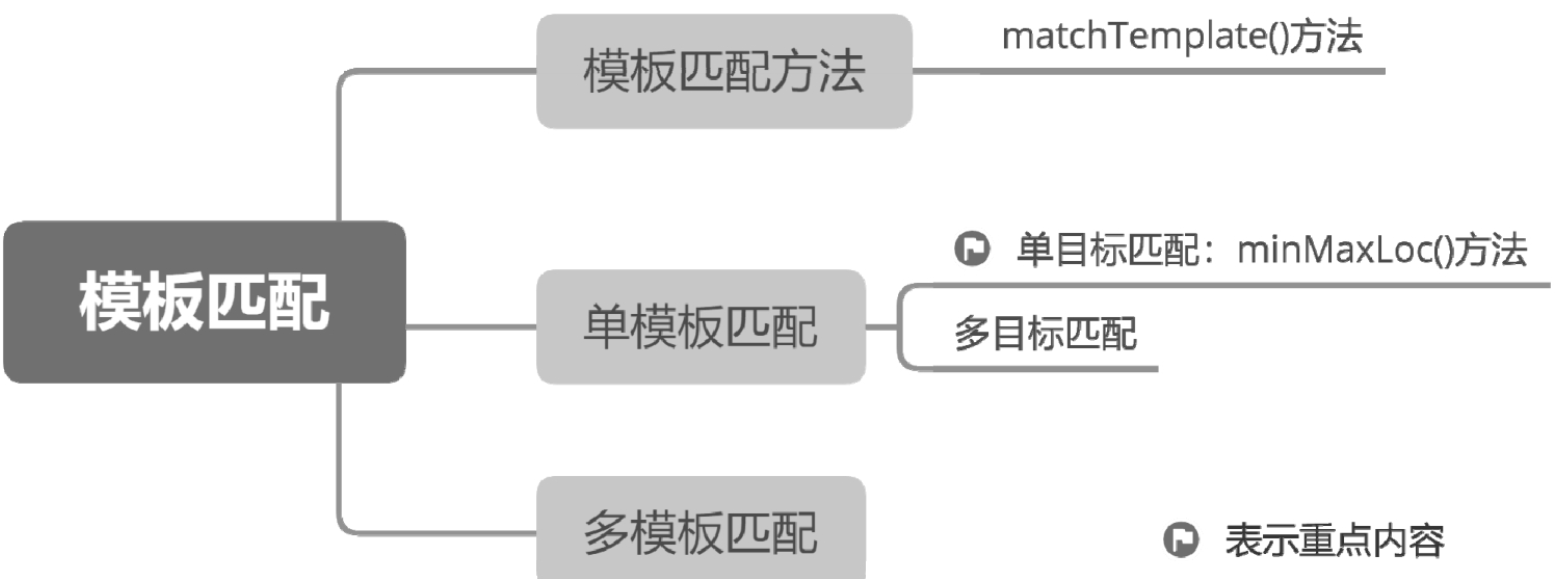 模板匹配
模板匹配方法
matchTemplate()方法
单模板匹配
单目标匹配：minMaxLoc()方法
多目标匹配
多模板匹配
表示重点内容